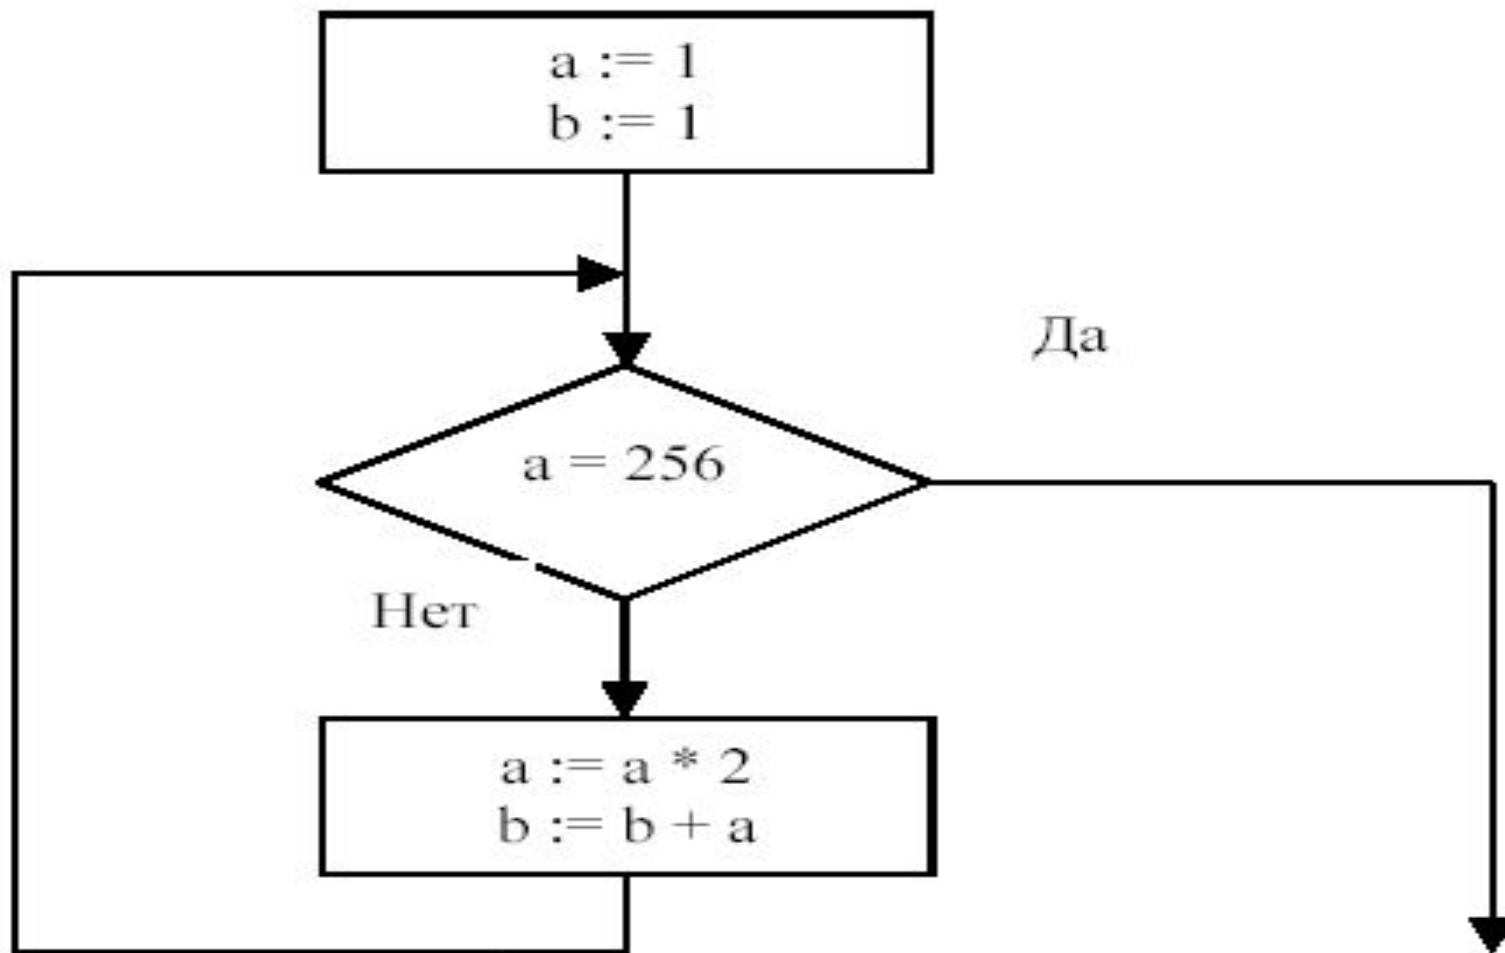 a := 1
b := 1
Да
a = 256
Нет
a := a * 2
b := b + a